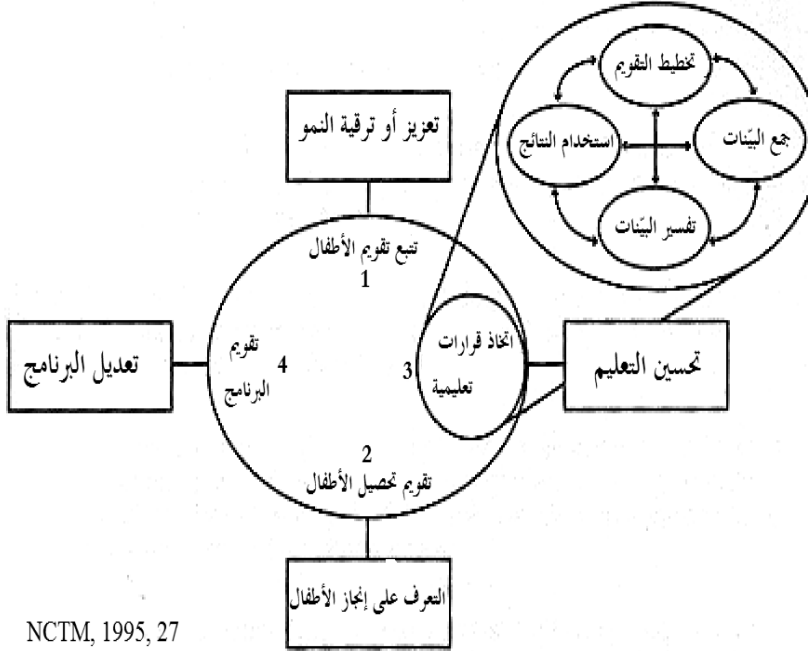 تخطيط التقويم
جمع البيّنات
استخدام النتائج
تفسير البيّنات
تعزيز أو ترقية النمو
تتبع تقويم الأطفال
1
اتخاذ قرارات
تعليمية
3
تحسين التعليم
تقويم
البرنامج
4
تعديل البرنامج
2
تقويم تحصيل الأطفال
التعرف على إنجاز الأطفال
NCTM, 1995, 27